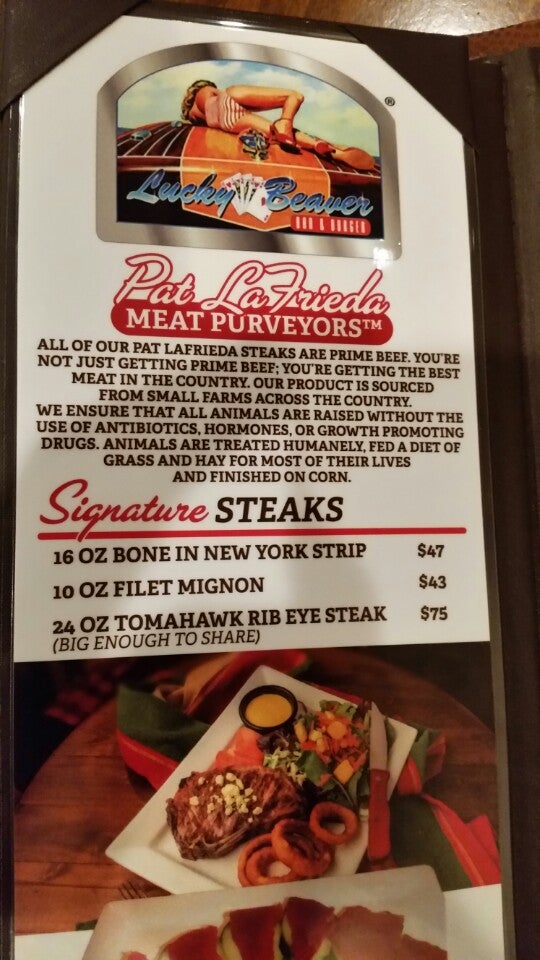 Lucky Beaver
BAR & BURGER
®
Pat LaFrieda
MEAT PURVEYORS™
ALL OF OUR PAT LAFRIEDA STEAKS ARE PRIME BEEF. YOU'RE
NOT JUST GETTING PRIME BEEF; YOU'RE GETTING THE BEST
MEAT IN THE COUNTRY. OUR PRODUCT IS SOURCED
FROM SMALL FARMS ACROSS THE COUNTRY.
WE ENSURE THAT ALL ANIMALS ARE RAISED WITHOUT THE
USE OF ANTIBIOTICS, HORMONES, OR GROWTH PROMOTING
DRUGS. ANIMALS ARE TREATED HUMANELY, FED A DIET OF
GRASS AND HAY FOR MOST OF THEIR LIVES
AND FINISHED ON CORN.
Signature STEAKS
16 OZ BONE IN NEW YORK STRIP $47
10 OZ FILET MIGNON $43
24 OZ TOMAHAWK RIB EYE STEAK $75
(BIG ENOUGH TO SHARE)